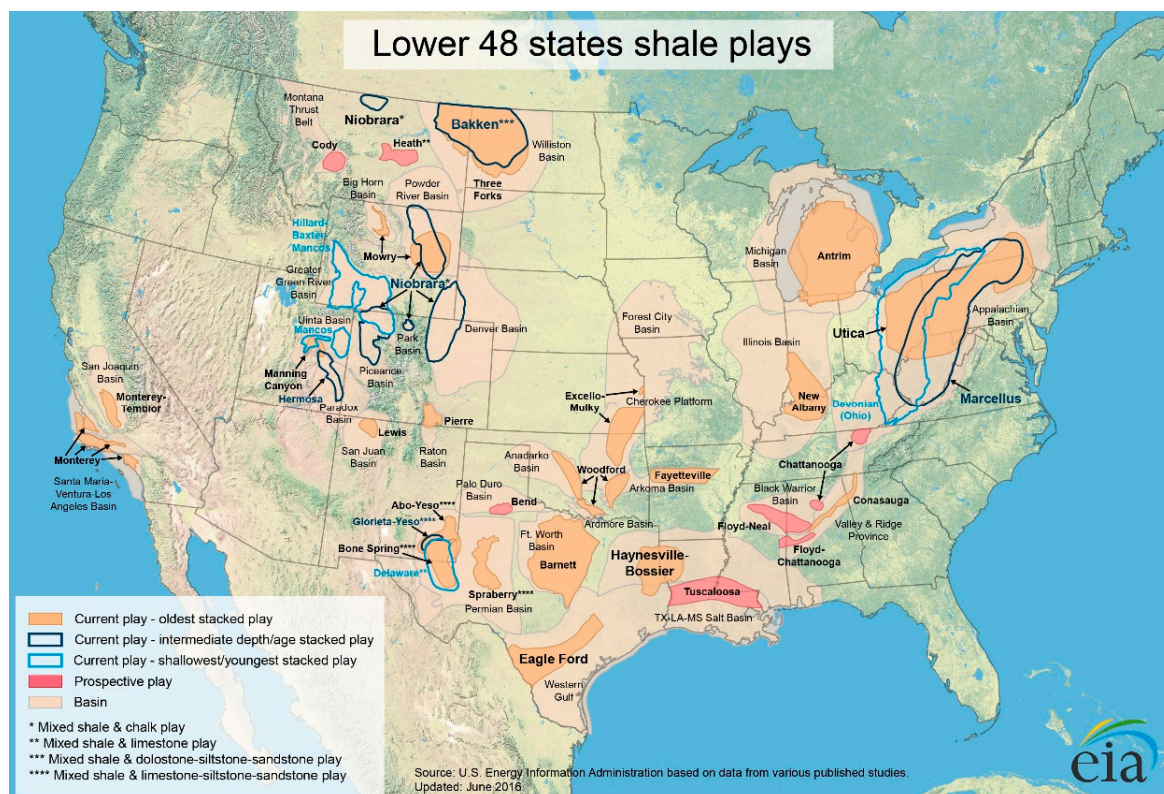 Lower 48 states shale plays
Montana
Thrust
Belt
Niobrara*
Bakken***
Cody
Heath**
Williston
Basin
Big Horn
Basin
Powder
River Basin
Three
Forks
Hillard-
Baxter-
Mancos
Mowry
Greater
Green River
Basin
Niobrara*
Michigan
Basin
Antrim
Uinta Basin
Mancos
Park
Basin
Denver Basin
Forest City
Basin
Illinois Basin
Utica
Appalachian
Basin
San Joaquin
Basin
Monterey-
Temblor
Manning
Canyon
Hermosa
Piceance
Basin
Paradox
Basin
Excello-
Mulky
Cherokee Platform
New
Albany
Devonian
(Ohio)
Marcellus
Monterey
Lewis
San Juan
Basin
Pierre
Raton
Basin
Anadarko
Basin
Woodford
Fayetteville
Arkoma Basin
Chattanooga
Santa Maria-
Ventura-Los
Angeles Basin
Palo Duro
Basin
Bend
Ardmore Basin
Black Warrior
Basin
Conasauga
Abo-Yeso****
Glorieta-Yeso****
Bone Spring****
Delaware**
Ft. Worth
Basin
Barnett
Haynesville-
Bossier
Floyd-Neal
Valley & Ridge
Province
Floyd-
Chattanooga
Spraberry****
Permian Basin
Tuscaloosa
TX-LA-MS Salt Basin
Eagle Ford
Western
Gulf
Current play - oldest stacked play
Current play - intermediate depth/age stacked play
Current play - shallowest/youngest stacked play
Prospective play
Basin
* Mixed shale & chalk play
** Mixed shale & limestone play
*** Mixed shale & dolostone-siltstone-sandstone play
**** Mixed shale & limestone-siltstone-sandstone play
Source: U.S. Energy Information Administration based on data from various published studies.
Updated: June 2016
eia